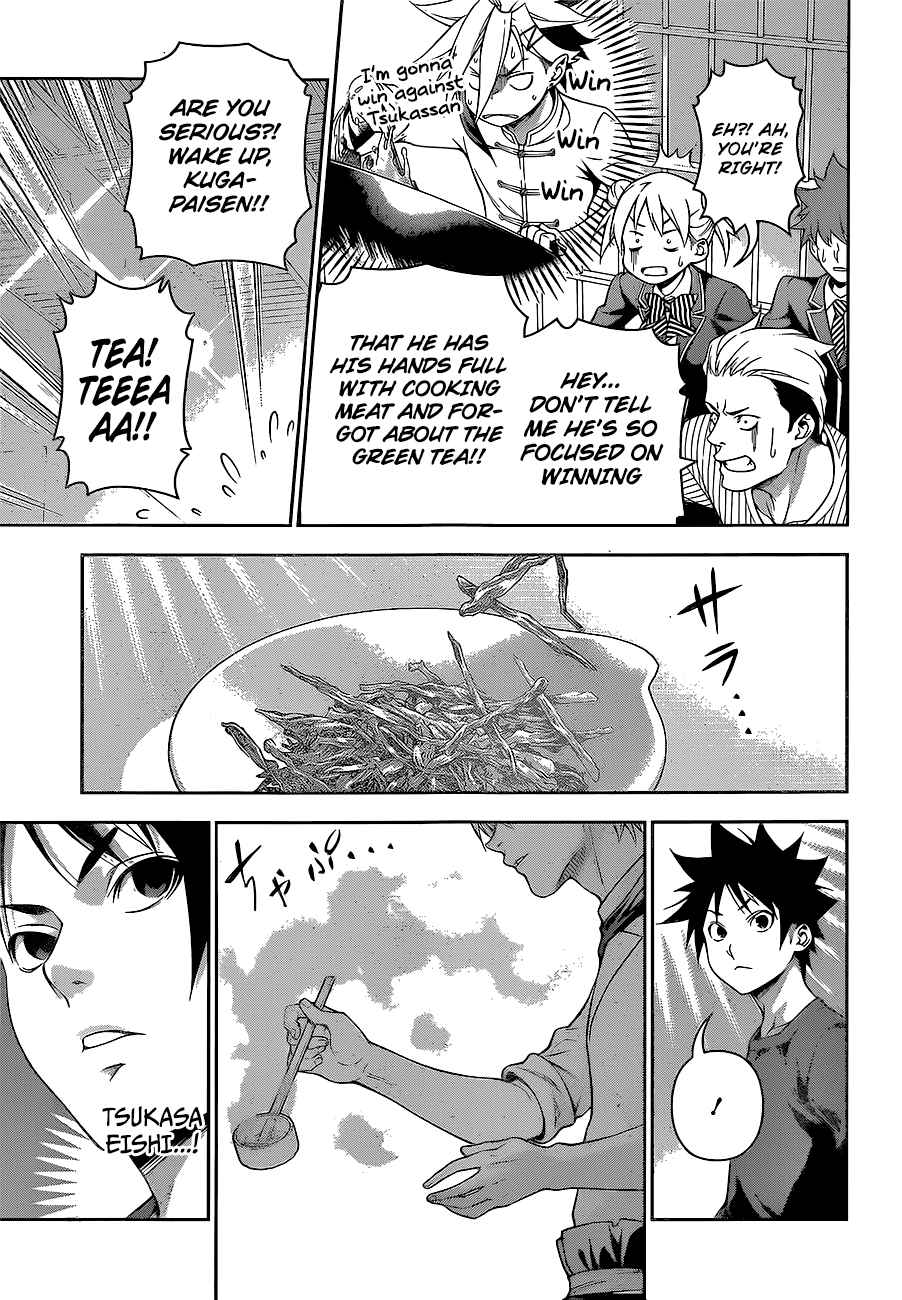 EH?! AH,
YOU'RE
RIGHT!
Win
Win
Win
I'm gonna
win against
Tsukassan
HEY...
DON'T TELL
ME HE'S SO
FOCUSED ON
WINNING
THAT HE HAS
HIS HANDS FULL
WITH COOKING
MEAT AND FOR-
GOT ABOUT THE
GREEN TEA!!
ARE YOU
SERIOUS?!
WAKE UP,
KUGA-
PAISEN!!
TEA!
TEEEA
AA!!
サラ…
!
ちゃぷ…
TSUKASA
EISHI...!